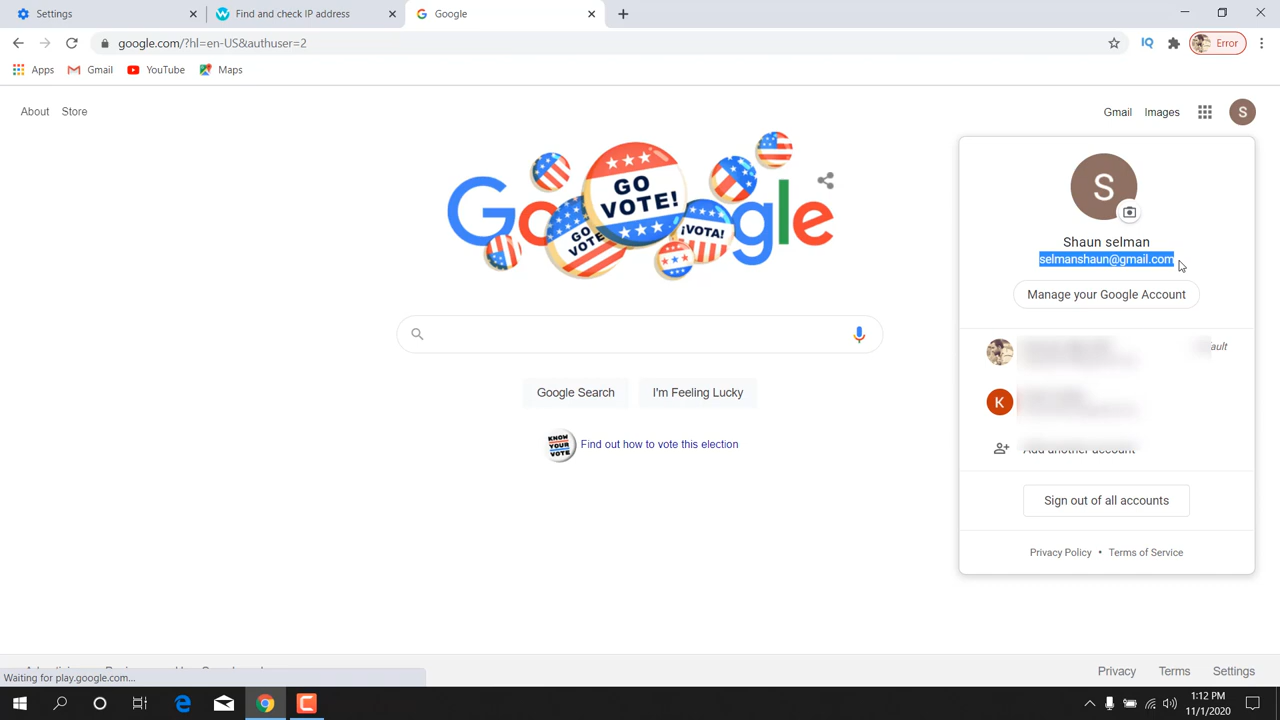 Settings
Find and check IP address
Google
google.com/?hl=en-US&authuser=2
IQ
Error
Apps
Gmail
YouTube
Maps
About
Store
Gmail
Images
S
GO VOTE!
GO VOTE
¡VOTA!
Google
S
Shaun selman
selmanshaun@gmail.com
Manage your Google Account
K
Add another account
Sign out of all accounts
Privacy Policy • Terms of Service
Google Search
I'm Feeling Lucky
KNOW YOUR VOTE
Find out how to vote this election
Privacy
Terms
Settings
Waiting for play.google.com...
1:12 PM
11/1/2020